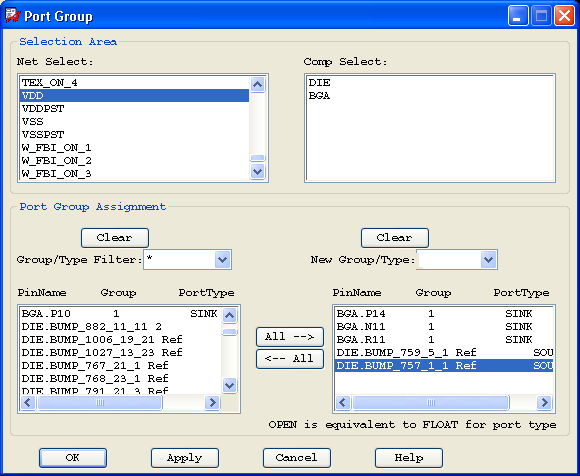 Port Group
Selection Area
Net Select:
Comp Select:
TEX_ON_4
VDD
VDDPST
VSS
VSSPST
W_FBI_ON_1
W_FBI_ON_2
W_FBI_ON_3
DIE
BGA
Port Group Assignment
Clear
Clear
Group/Type Filter: *
New Group/Type:
PinName Group PortType
PinName Group PortType
BGA.P10 1 SINK
DIE.BUMP_882_11_11 2
DIE.BUMP_1006_19_21 Ref
DIE.BUMP_1027_13_23 Ref
DIE.BUMP_767_21_1 Ref
DIE.BUMP_768_23_1 Ref
DIE.BUMP_791_21_3 Ref
All -->
<-- All
BGA.P14 1 SINK
BGA.N11 1 SINK
BGA.R11 1 SINK
DIE.BUMP_759_5_1 Ref SOU
DIE.BUMP_757_1_1 Ref SOU
OPEN is equivalent to FLOAT for port type
OK
Apply
Cancel
Help